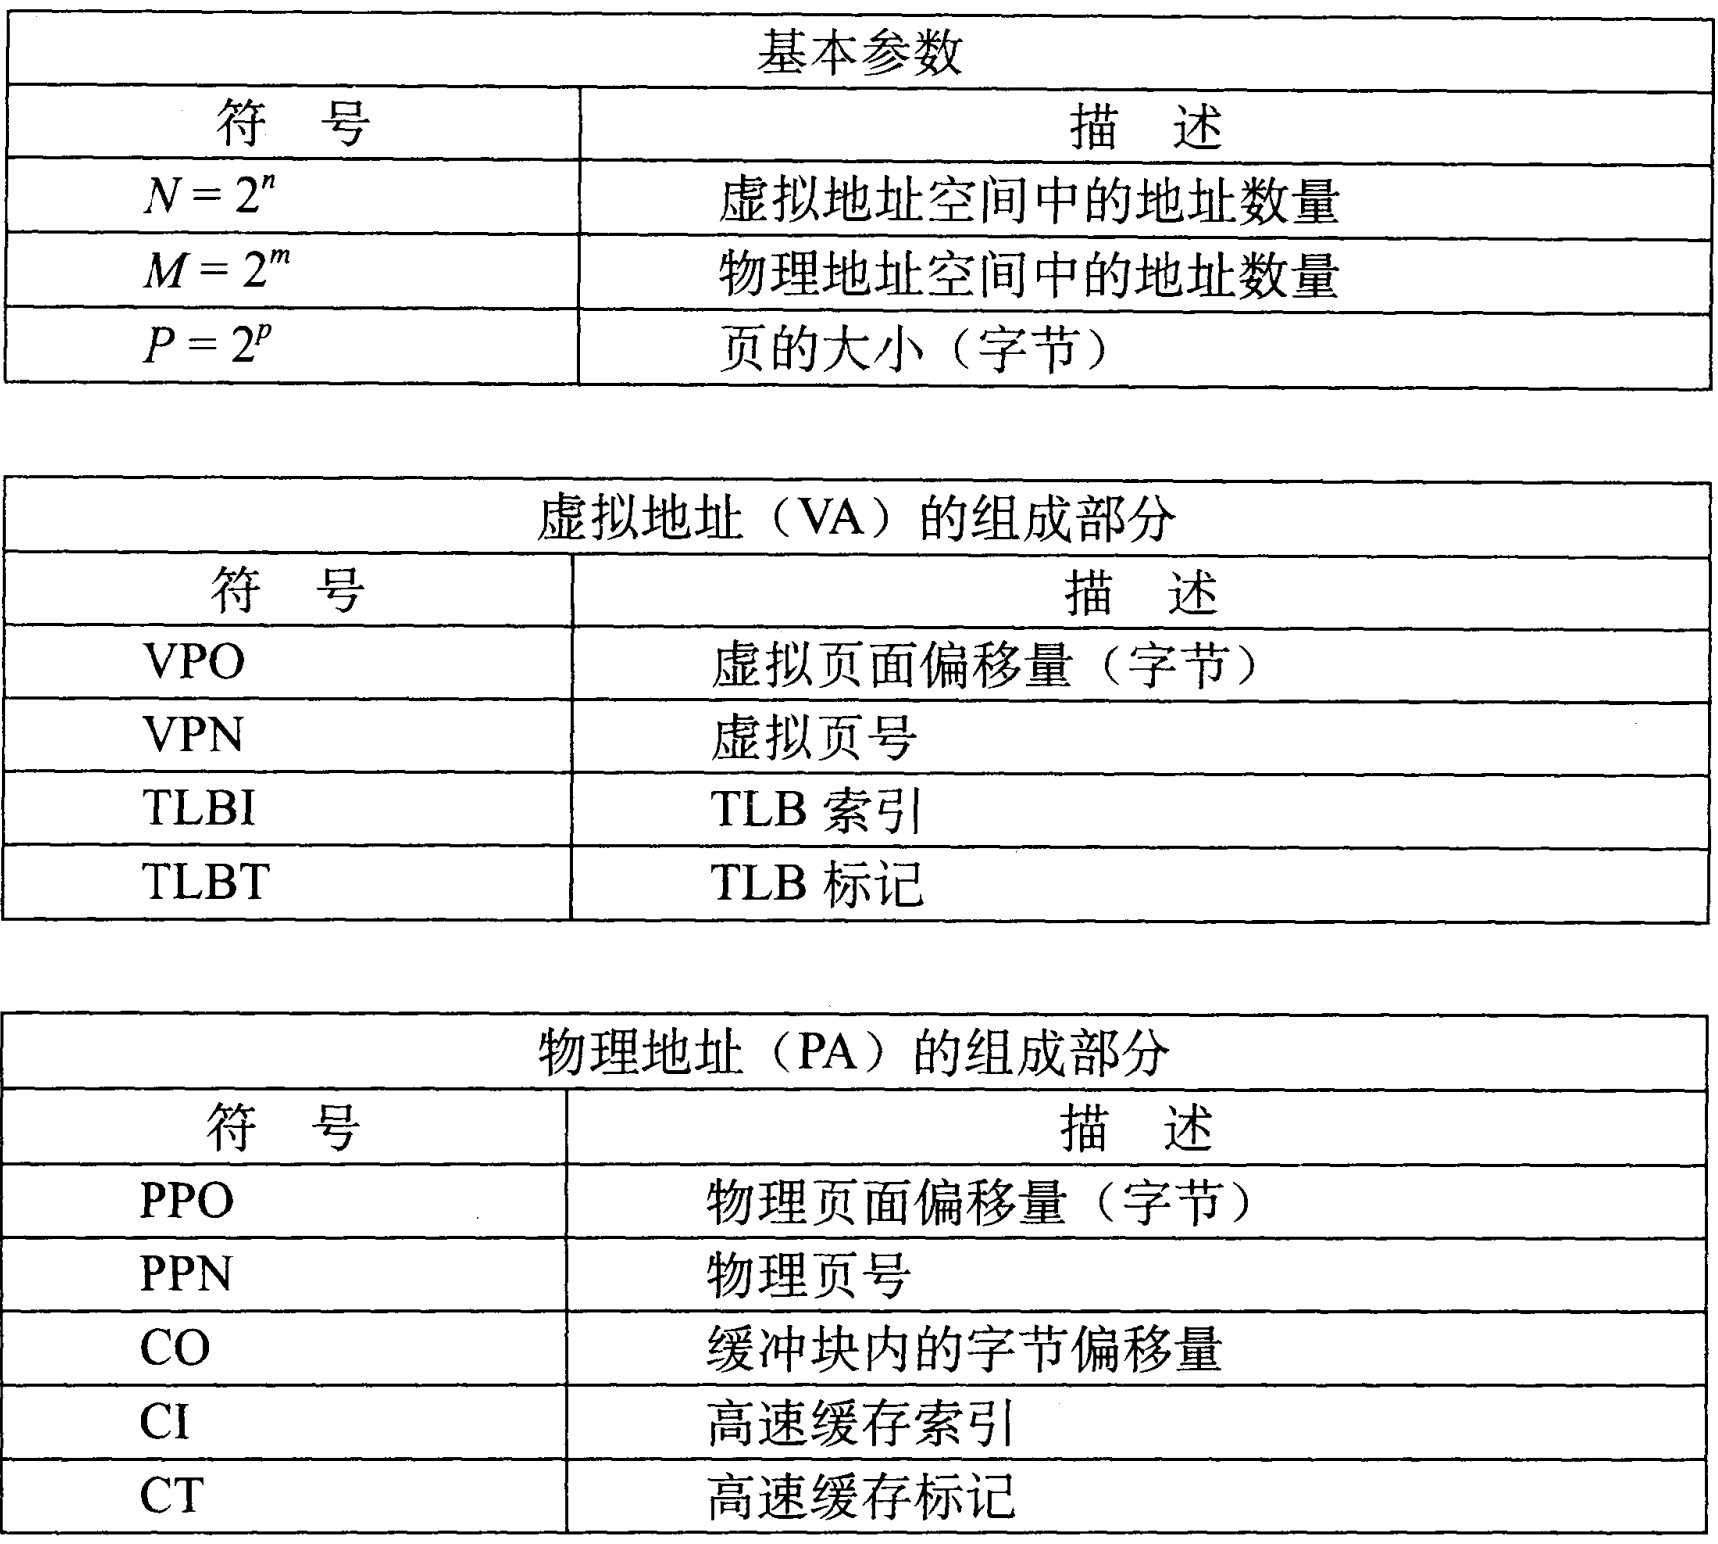 基本参数
符 号 描 述
N = 2ⁿ 虚拟地址空间中的地址数量
M = 2ᵐ 物理地址空间中的地址数量
P = 2ᵖ 页的大小（字节）
虚拟地址（VA）的组成部分
符 号 描 述
VPO 虚拟页面偏移量（字节）
VPN 虚拟页号
TLBI TLB 索引
TLBT TLB 标记
物理地址（PA）的组成部分
符 号 描 述
PPO 物理页面偏移量（字节）
PPN 物理页号
CO 缓冲块内的字节偏移量
CI 高速缓存索引
CT 高速缓存标记